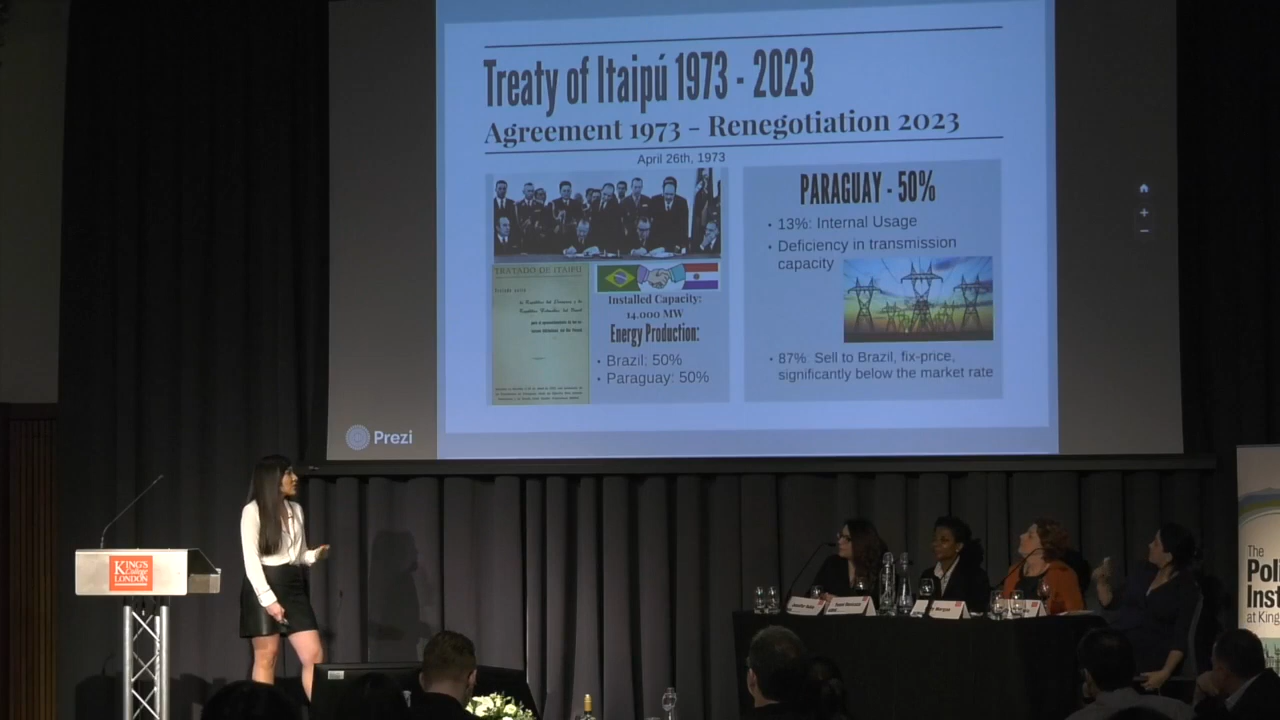 Treaty of Itaipú 1973 - 2023
Agreement 1973 - Renegotiation 2023
April 26th, 1973
TRATADO DE ITAIPU
Installed Capacity:
14.000 MW
Energy Production:
• Brazil: 50%
• Paraguay: 50%
PARAGUAY - 50%
• 13%: Internal Usage
• Deficiency in transmission
capacity
• 87% Sell to Brazil, fix-price,
significantly below the market rate
Prezi
KING'S
College
LONDON
Morgan
The
Poli
Inst
at King